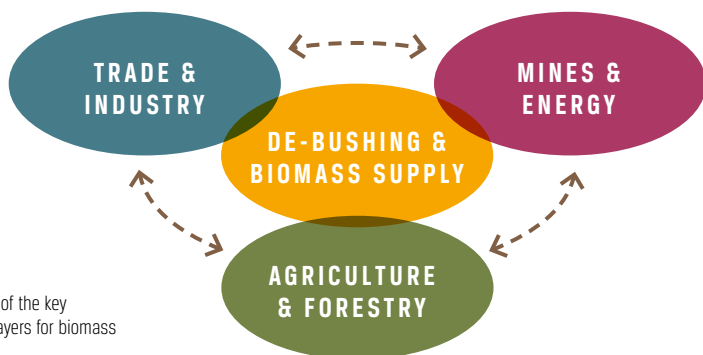 TRADE &
INDUSTRY
MINES &
ENERGY
DE-BUSHING &
BIOMASS SUPPLY
AGRICULTURE
& FORESTRY
of the key
ayers for biomass